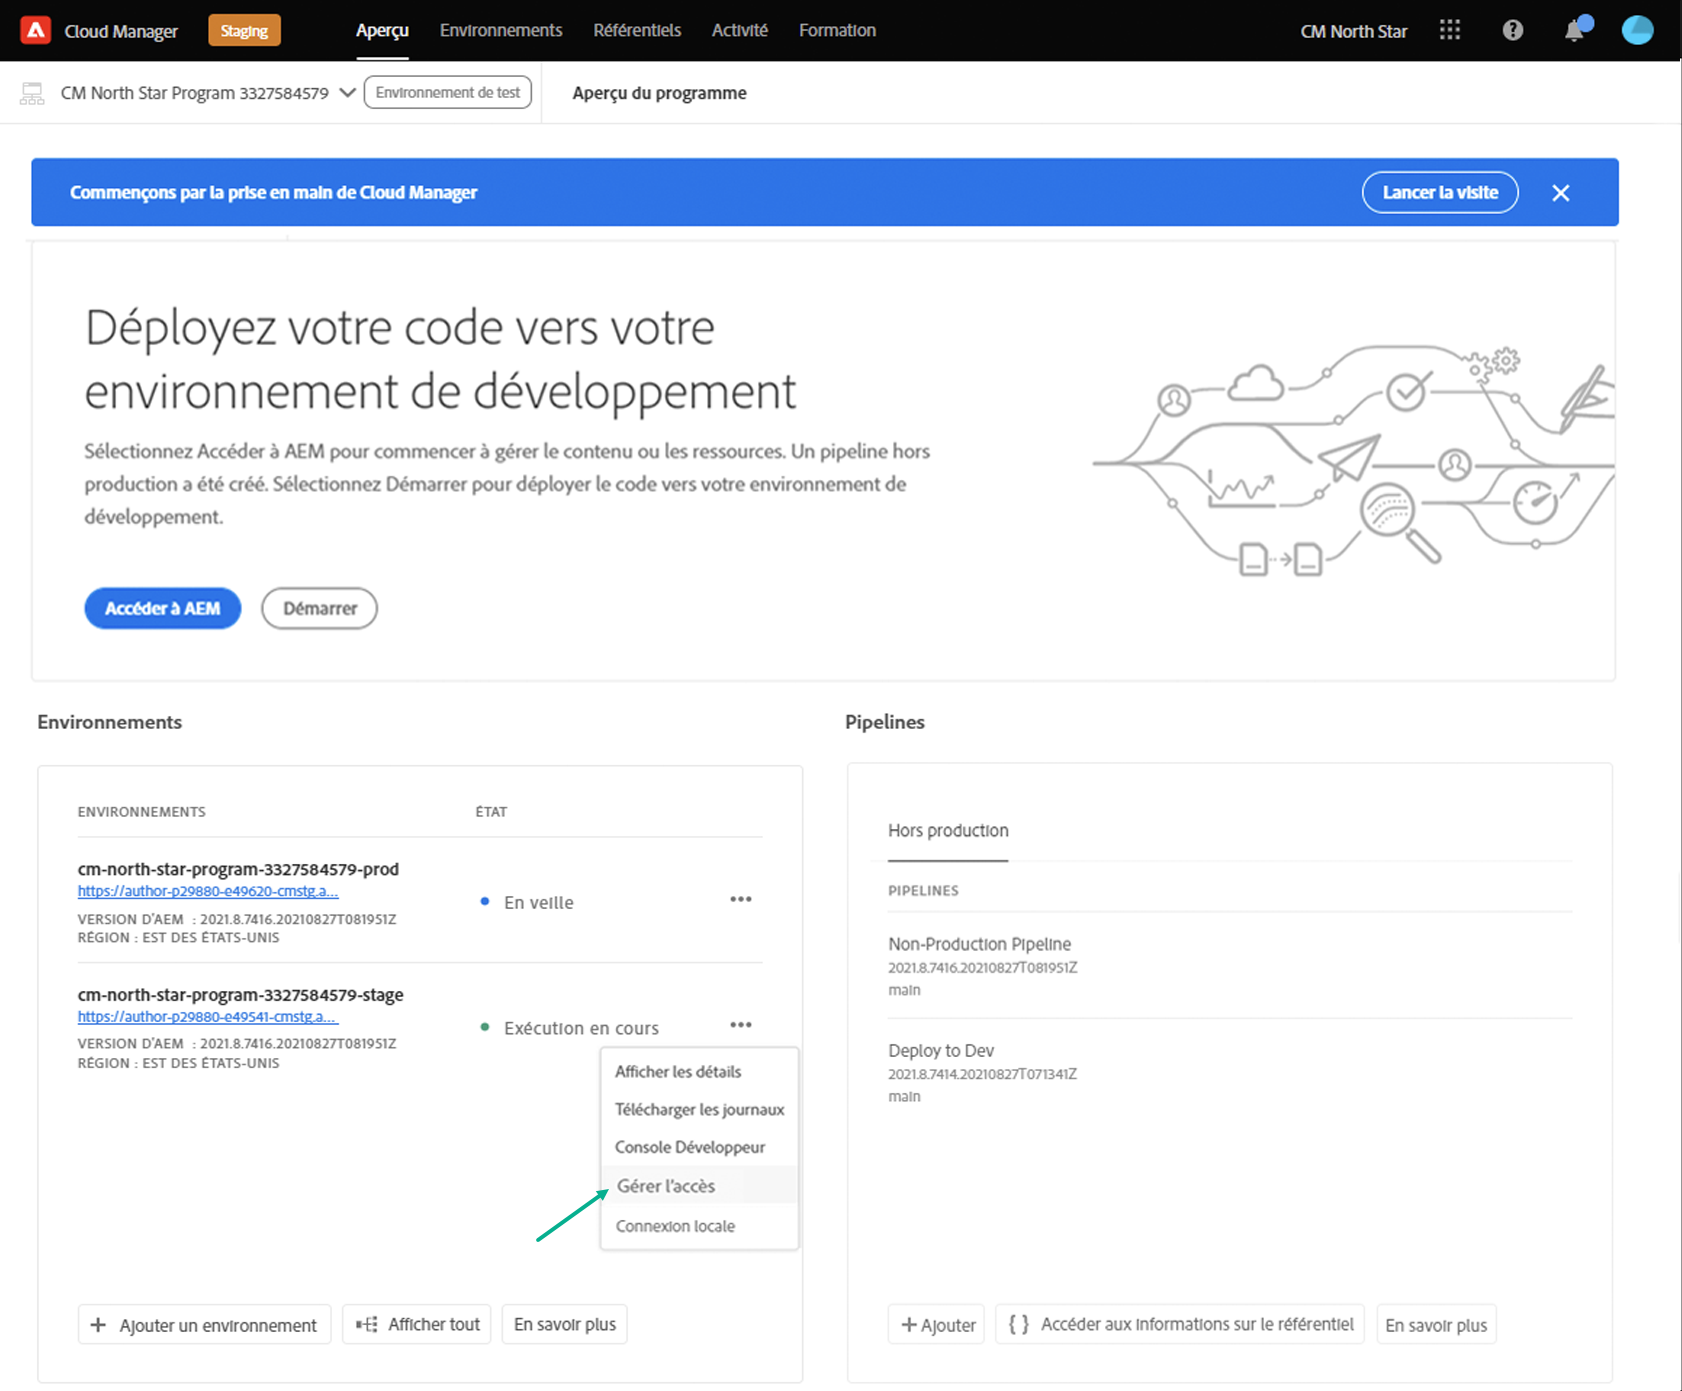 Cloud Manager
Staging
Aperçu
Environnements
Référentiels
Activité
Formation
CM North Star
CM North Star Program 3327584579
Environnement de test
Aperçu du programme
Commençons par la prise en main de Cloud Manager
Lancer la visite
Déployez votre code vers votre
environnement de développement
Sélectionnez Accéder à AEM pour commencer à gérer le contenu ou les ressources. Un pipeline hors
production a été créé. Sélectionnez Démarrer pour déployer le code vers votre environnement de
développement.
Accéder à AEM
Démarrer
Environnements
ENVIRONNEMENTS
ÉTAT
cm-north-star-program-3327584579-prod
https://author-p29880-e49620-cmstg.a...
VERSION D'AEM : 2021.8.7416.20210827T081951Z
RÉGION : EST DES ÉTATS-UNIS
En veille
cm-north-star-program-3327584579-stage
https://author-p29880-e49541-cmstg.a...
VERSION D'AEM : 2021.8.7416.20210827T081951Z
RÉGION : EST DES ÉTATS-UNIS
Exécution en cours
Afficher les détails
Télécharger les journaux
Console Développeur
Gérer l'accès
Connexion locale
Ajouter un environnement
Afficher tout
En savoir plus
Pipelines
Hors production
PIPELINES
Non-Production Pipeline
2021.8.7416.20210827T081951Z
main
Deploy to Dev
2021.8.7414.20210827T071341Z
main
Ajouter
Accéder aux informations sur le référentiel
En savoir plus